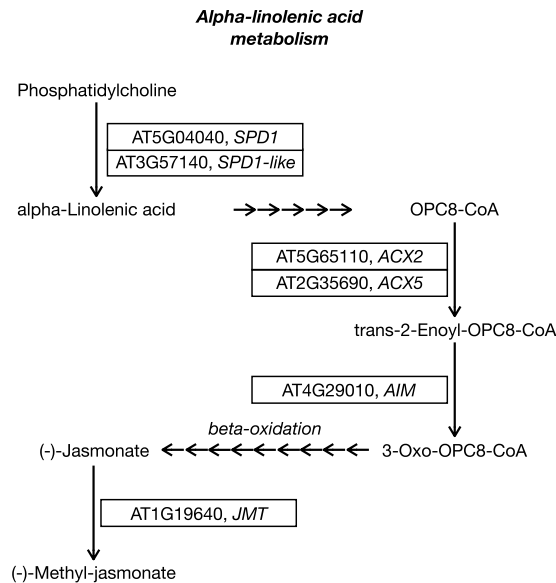 Alpha-linolenic acid
metabolism
Phosphatidylcholine
AT5G04040, SPD1
AT3G57140, SPD1-like
alpha-Linolenic acid
OPC8-CoA
AT5G65110, ACX2
AT2G35690, ACX5
trans-2-Enoyl-OPC8-CoA
AT4G29010, AIM
beta-oxidation
(-)-Jasmonate
3-Oxo-OPC8-CoA
AT1G19640, JMT
(-)-Methyl-jasmonate